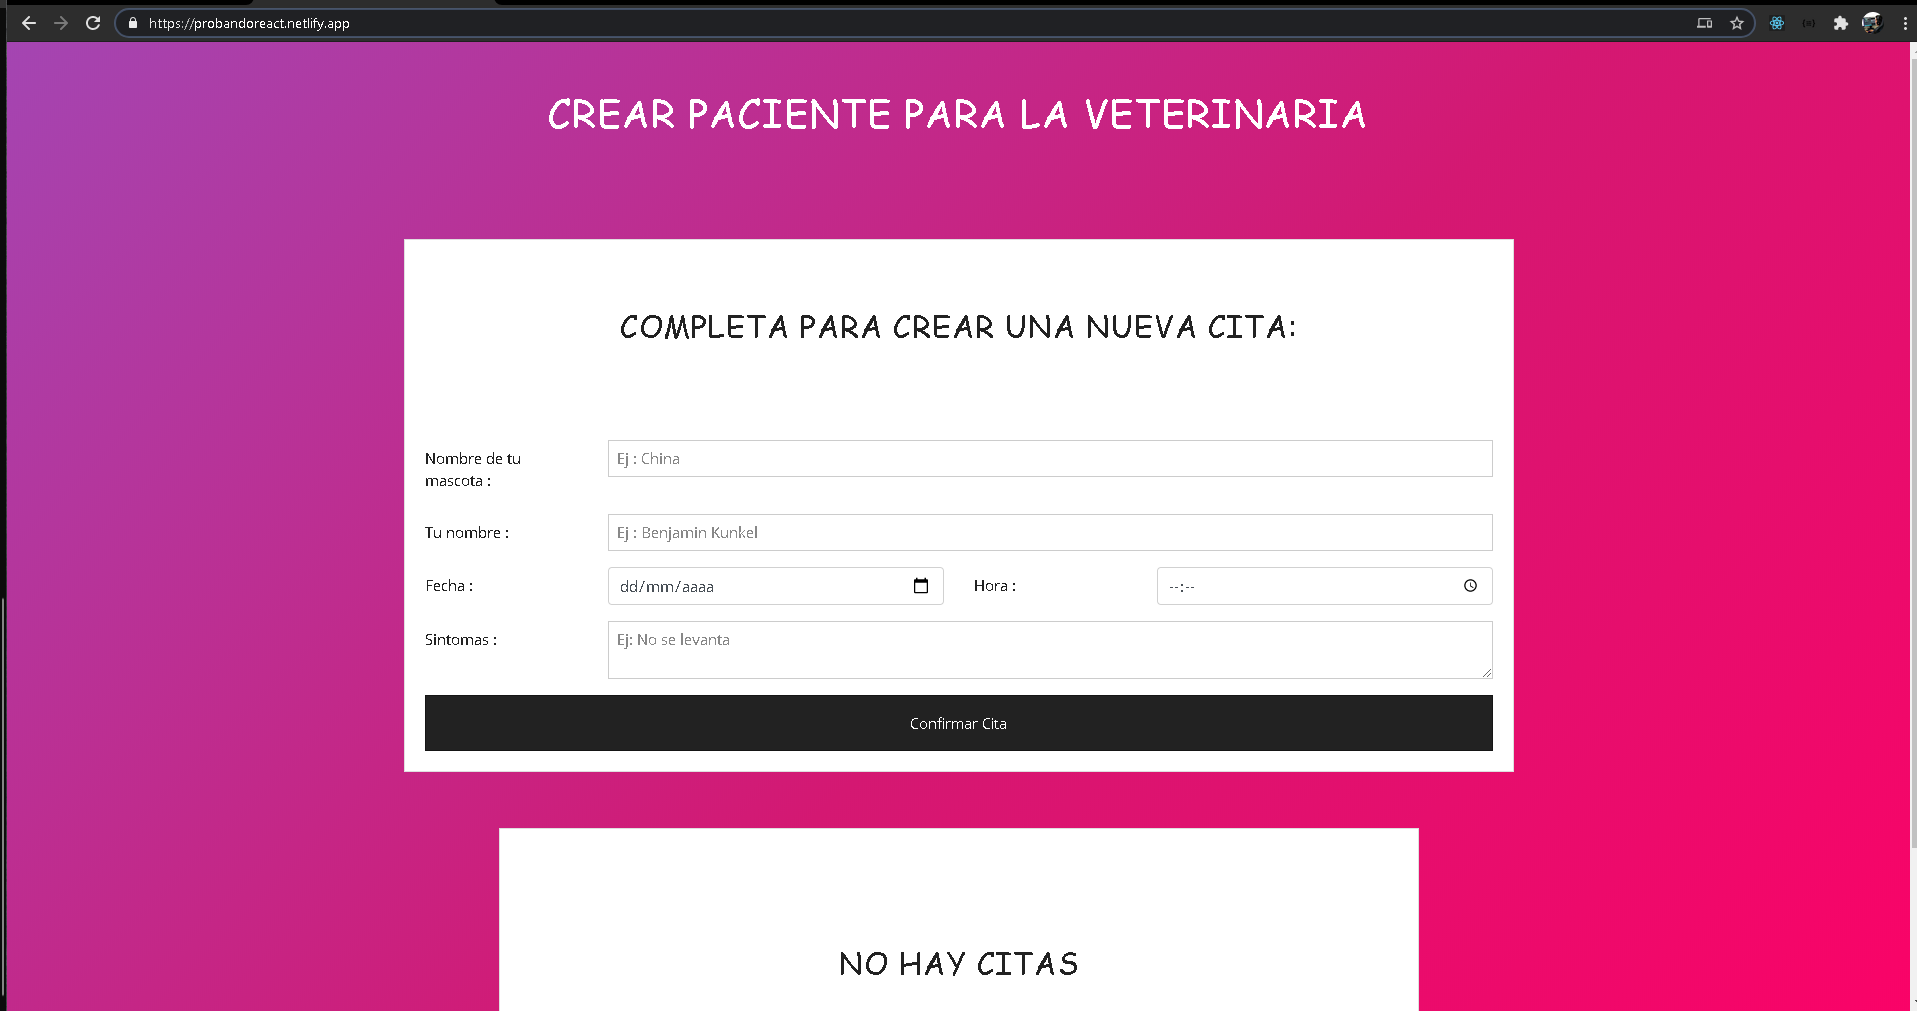 https://probandoreact.netlify.app
CREAR PACIENTE PARA LA VETERINARIA
COMPLETA PARA CREAR UNA NUEVA CITA:
Nombre de tu
mascota :
Ej : China
Tu nombre :
Ej : Benjamin Kunkel
Fecha :
dd/mm/aaaa
Hora :
--:--
Sintomas :
Ej: No se levanta
Confirmar Cita
NO HAY CITAS